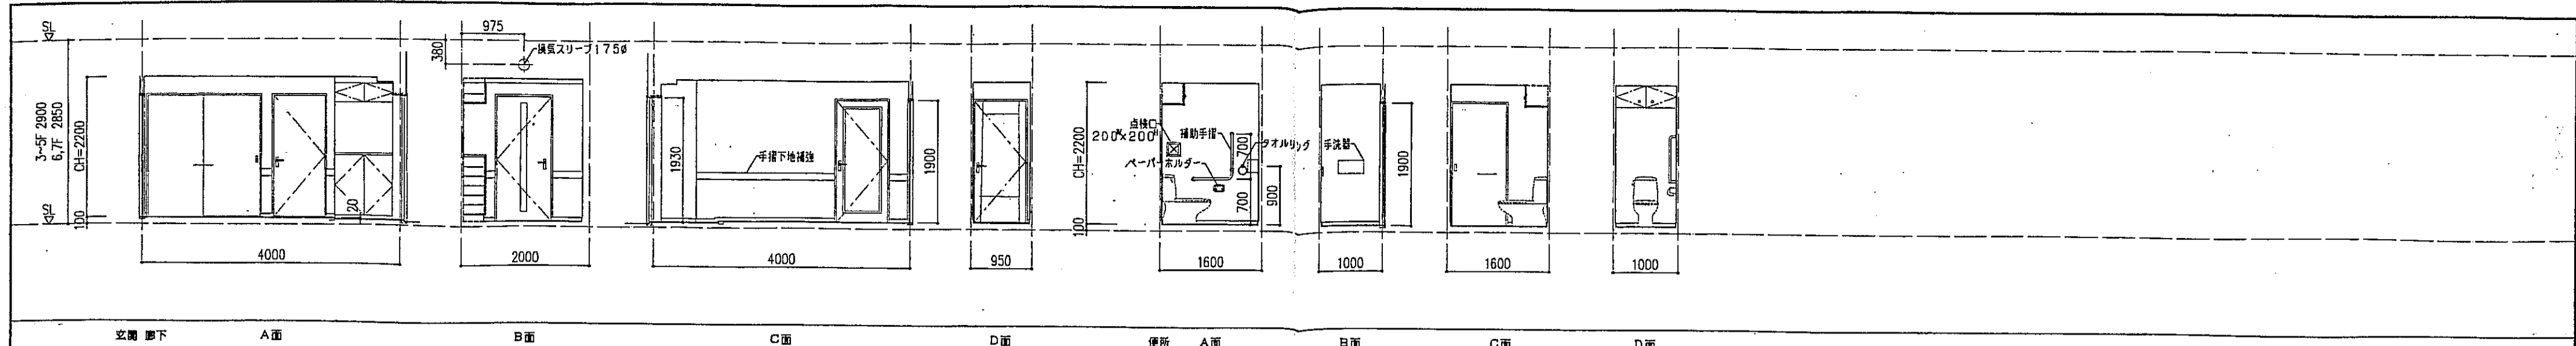 SL
3~5F 2900
6,7F 2850
CH=2200
SL
100
20
4000
975
380
換気スリーブ175ø
2000
1930
手摺下地補強
1900
4000
950
CH=2200
100
点検口
200ᵂ×200ᴴ
補助手摺
ペーパーホルダー
700
タオルリング
700
900
1600
手洗器
1900
1000
1600
1000
玄関 廊下 A面 B面 C面 D面 便所 A面 B面 C面 D面